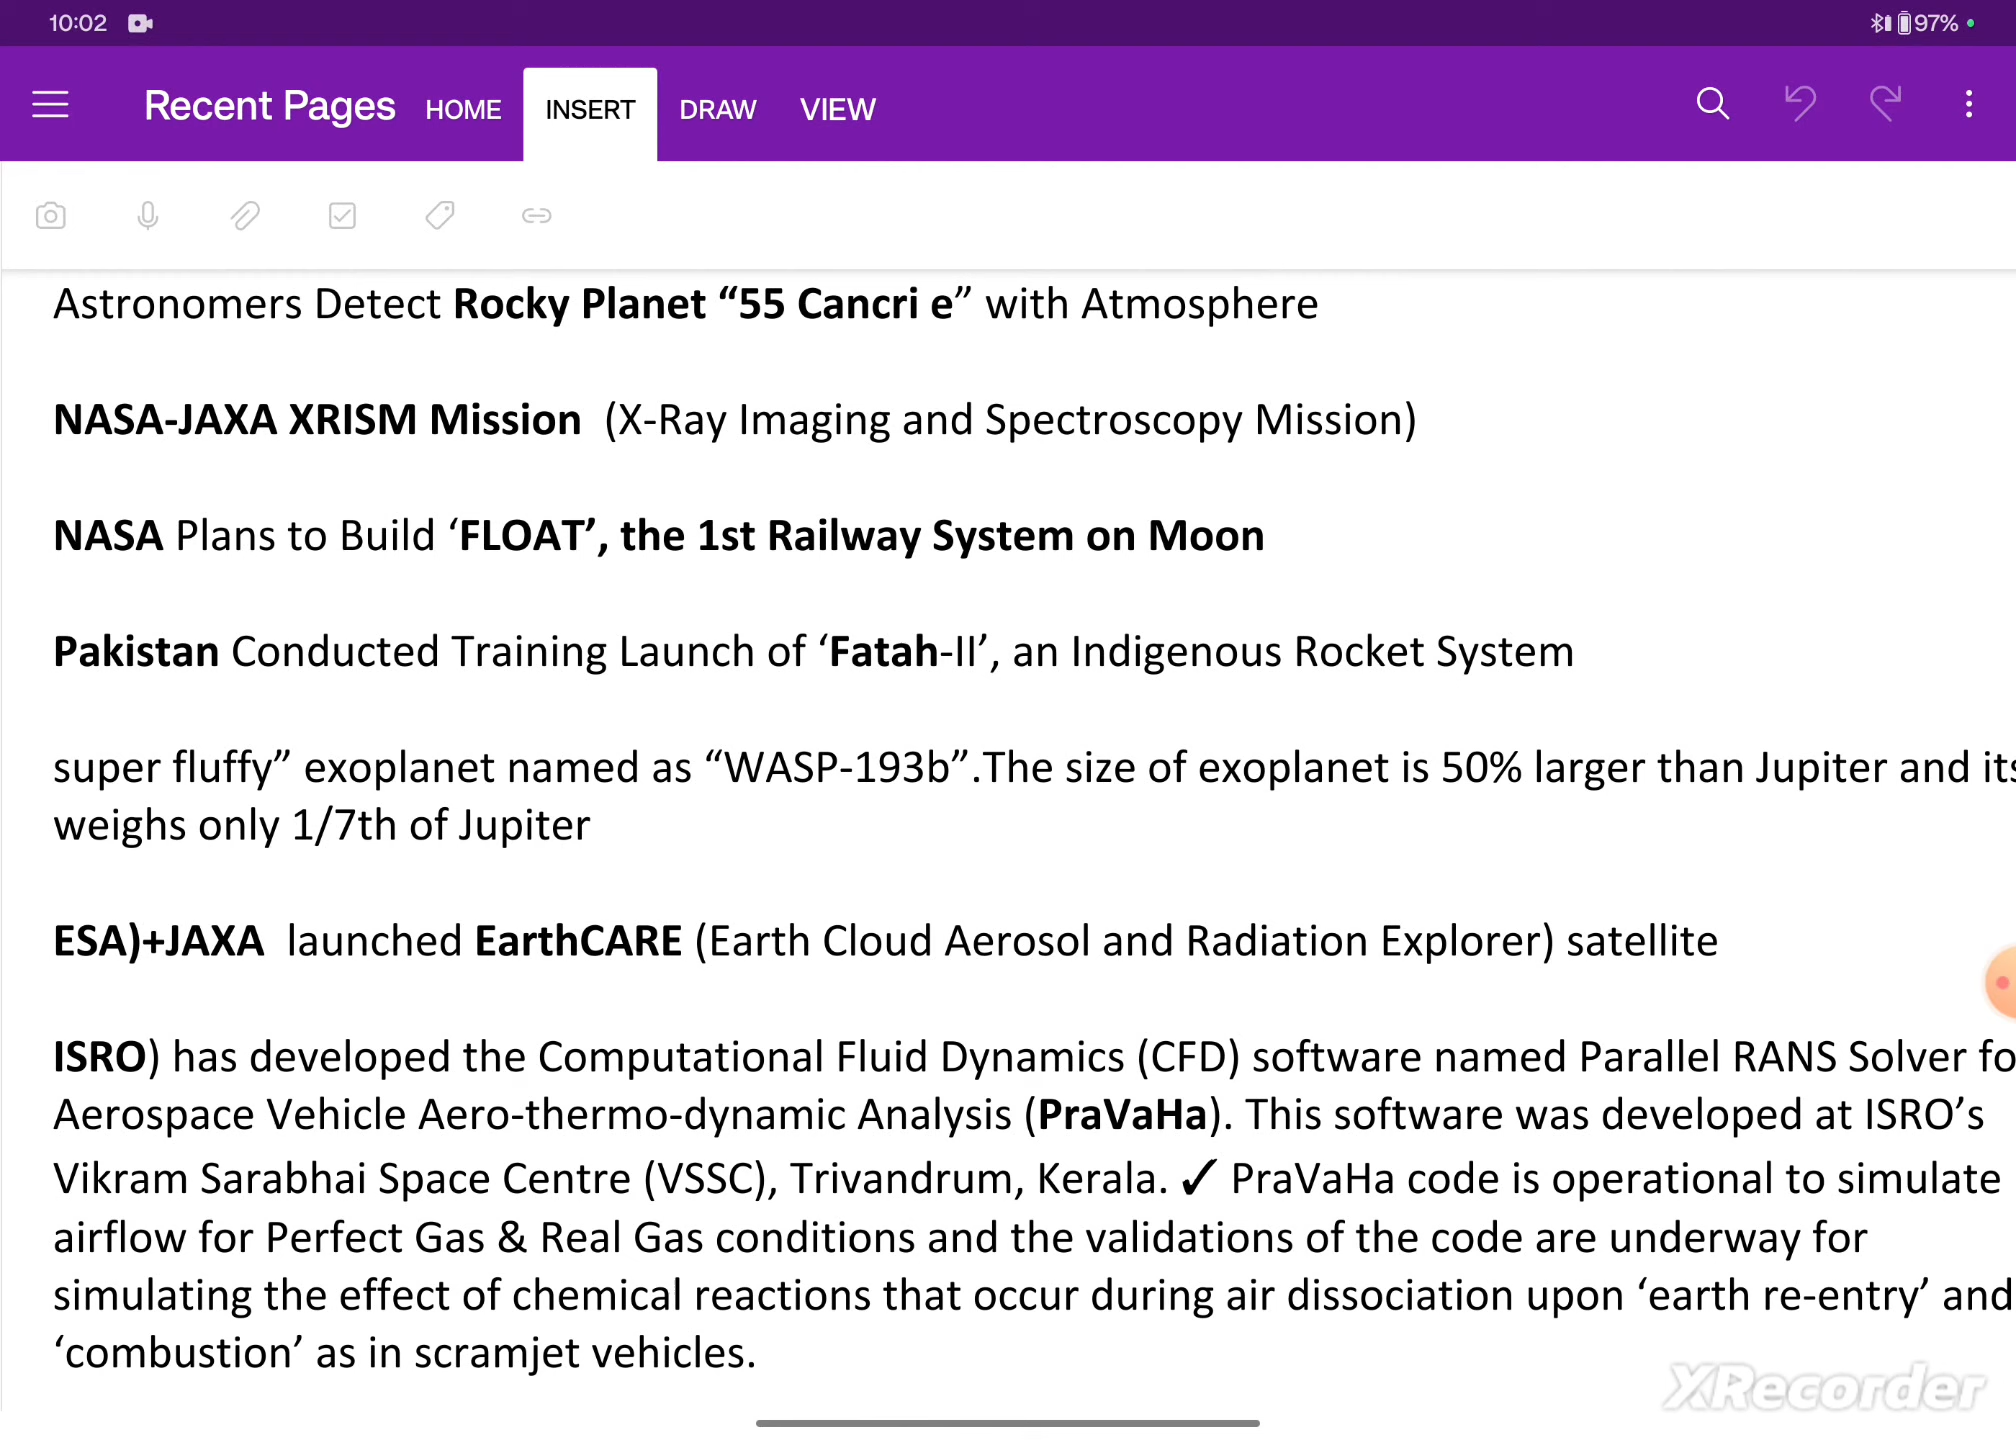 10:02 97%
Recent Pages HOME INSERT DRAW VIEW
Astronomers Detect Rocky Planet “55 Cancri e” with Atmosphere
NASA-JAXA XRISM Mission (X-Ray Imaging and Spectroscopy Mission)
NASA Plans to Build ‘FLOAT’, the 1st Railway System on Moon
Pakistan Conducted Training Launch of ‘Fatah-II’, an Indigenous Rocket System
super fluffy” exoplanet named as “WASP-193b”.The size of exoplanet is 50% larger than Jupiter and its
weighs only 1/7th of Jupiter
ESA)+JAXA launched EarthCARE (Earth Cloud Aerosol and Radiation Explorer) satellite
ISRO) has developed the Computational Fluid Dynamics (CFD) software named Parallel RANS Solver fo
Aerospace Vehicle Aero-thermo-dynamic Analysis (PraVaHa). This software was developed at ISRO’s
Vikram Sarabhai Space Centre (VSSC), Trivandrum, Kerala. ✓ PraVaHa code is operational to simulate
airflow for Perfect Gas & Real Gas conditions and the validations of the code are underway for
simulating the effect of chemical reactions that occur during air dissociation upon ‘earth re-entry’ and
‘combustion’ as in scramjet vehicles.
XRecorder